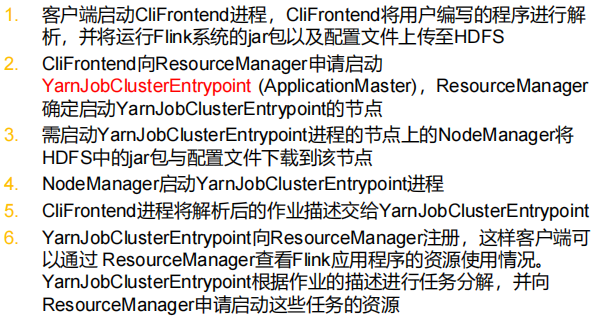 1. 客户端启动CliFrontend进程，CliFrontend将用户编写的程序进行解
析，并将运行Flink系统的jar包以及配置文件上传至HDFS
2. CliFrontend向ResourceManager申请启动
YarnJobClusterEntrypoint (ApplicationMaster)，ResourceManager
确定启动YarnJobClusterEntrypoint的节点
3. 需启动YarnJobClusterEntrypoint进程的节点上的NodeManager将
HDFS中的jar包与配置文件下载到该节点
4. NodeManager启动YarnJobClusterEntrypoint进程
5. CliFrontend进程将解析后的作业描述交给YarnJobClusterEntrypoint
6. YarnJobClusterEntrypoint向ResourceManager注册，这样客户端可
以通过 ResourceManager查看Flink应用程序的资源使用情况。
YarnJobClusterEntrypoint根据作业的描述进行任务分解，并向
ResourceManager申请启动这些任务的资源